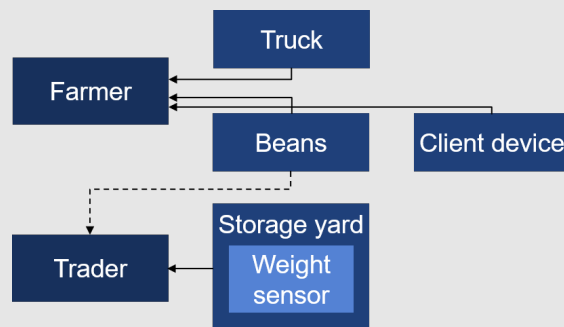 Truck
Farmer
Beans
Client device
Storage yard
Weight
sensor
Trader